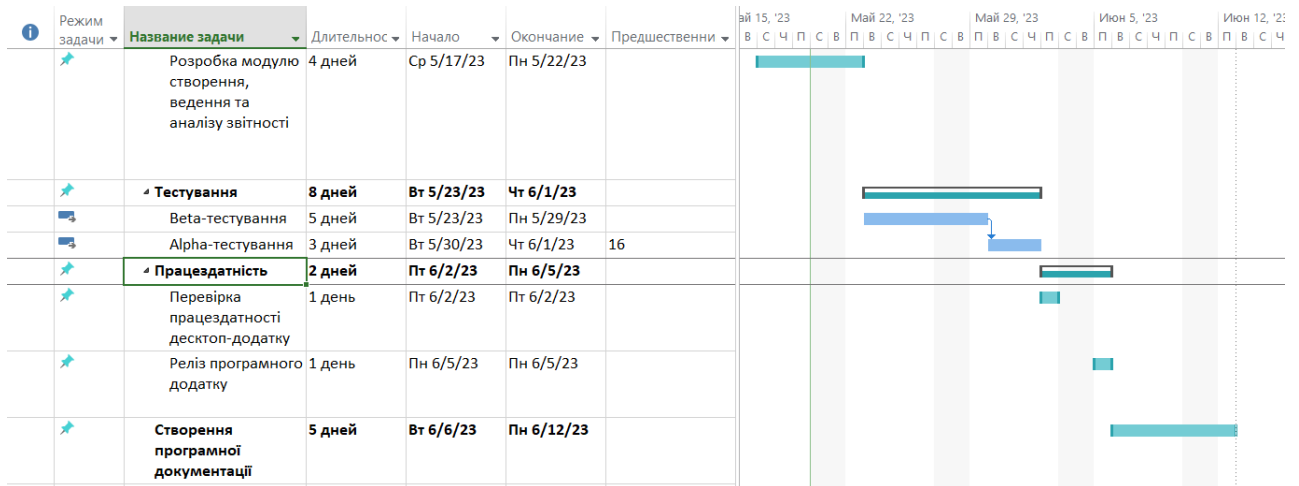 ай 15, '23 Май 22, '23 Май 29, '23 Июн 5, '23 Июн 12, '23
Режим
задачи Название задачи Длительнос Начало Окончание Предшественни В С Ч П С В П В С Ч П С В П В С Ч П С В П В С Ч П С В П В С Ч
Розробка модулю 4 дней Ср 5/17/23 Пн 5/22/23
створення,
ведення та
аналізу звітності
Тестування 8 дней Вт 5/23/23 Чт 6/1/23
Beta-тестування 5 дней Вт 5/23/23 Пн 5/29/23
Alpha-тестування 3 дней Вт 5/30/23 Чт 6/1/23 16
Працездатність 2 дней Пт 6/2/23 Пн 6/5/23
Перевірка 1 день Пт 6/2/23 Пт 6/2/23
працездатності
десктоп-додатку
Реліз програмного 1 день Пн 6/5/23 Пн 6/5/23
додатку
Створення 5 дней Вт 6/6/23 Пн 6/12/23
програмної
документації